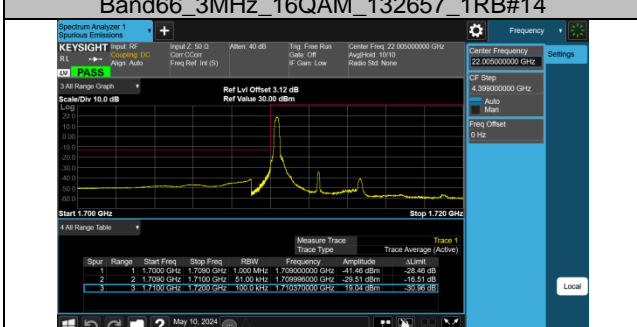 Band66_3MHz_16QAM_132657_1RB#14
Spectrum Analyzer 1
Spurious Emissions
Frequency
KEYSIGHT Input: RF Input Z: 50 Ω Atten: 40 dB Trig: Free Run Center Freq: 22.005000000 GHz
RL Coupling: DC Corr CCorr Gate: Off Avg|Hold: 10/10
Align: Auto Freq Ref: Int (S) IF Gain: Low Radio Std: None
PASS
Center Frequency
22.005000000 GHz
Settings
CF Step
4.399000000 GHz
Auto
Man
Freq Offset
0 Hz
3 All Range Graph
Ref Lvl Offset 3.12 dB
Scale/Div 10.0 dB Ref Value 30.00 dBm
Log
20.0
10.0
0.0
-10.0
-20.0
-30.0
-40.0
-50.0
-60.0
Start 1.700 GHz Stop 1.720 GHz
4 All Range Table
Measure Trace Trace 1
Trace Type Trace Average (Active)
Spur Range Start Freq Stop Freq RBW Frequency Amplitude ΔLimit
1 1 1.7000 GHz 1.7090 GHz 1.000 MHz 1.709000000 GHz -41.46 dBm -28.46 dB
2 2 1.7090 GHz 1.7100 GHz 51.00 kHz 1.709996000 GHz -29.51 dBm -16.51 dB
3 3 1.7100 GHz 1.7200 GHz 100.0 kHz 1.710370000 GHz 19.04 dBm -30.96 dB
Local
May 10, 2024